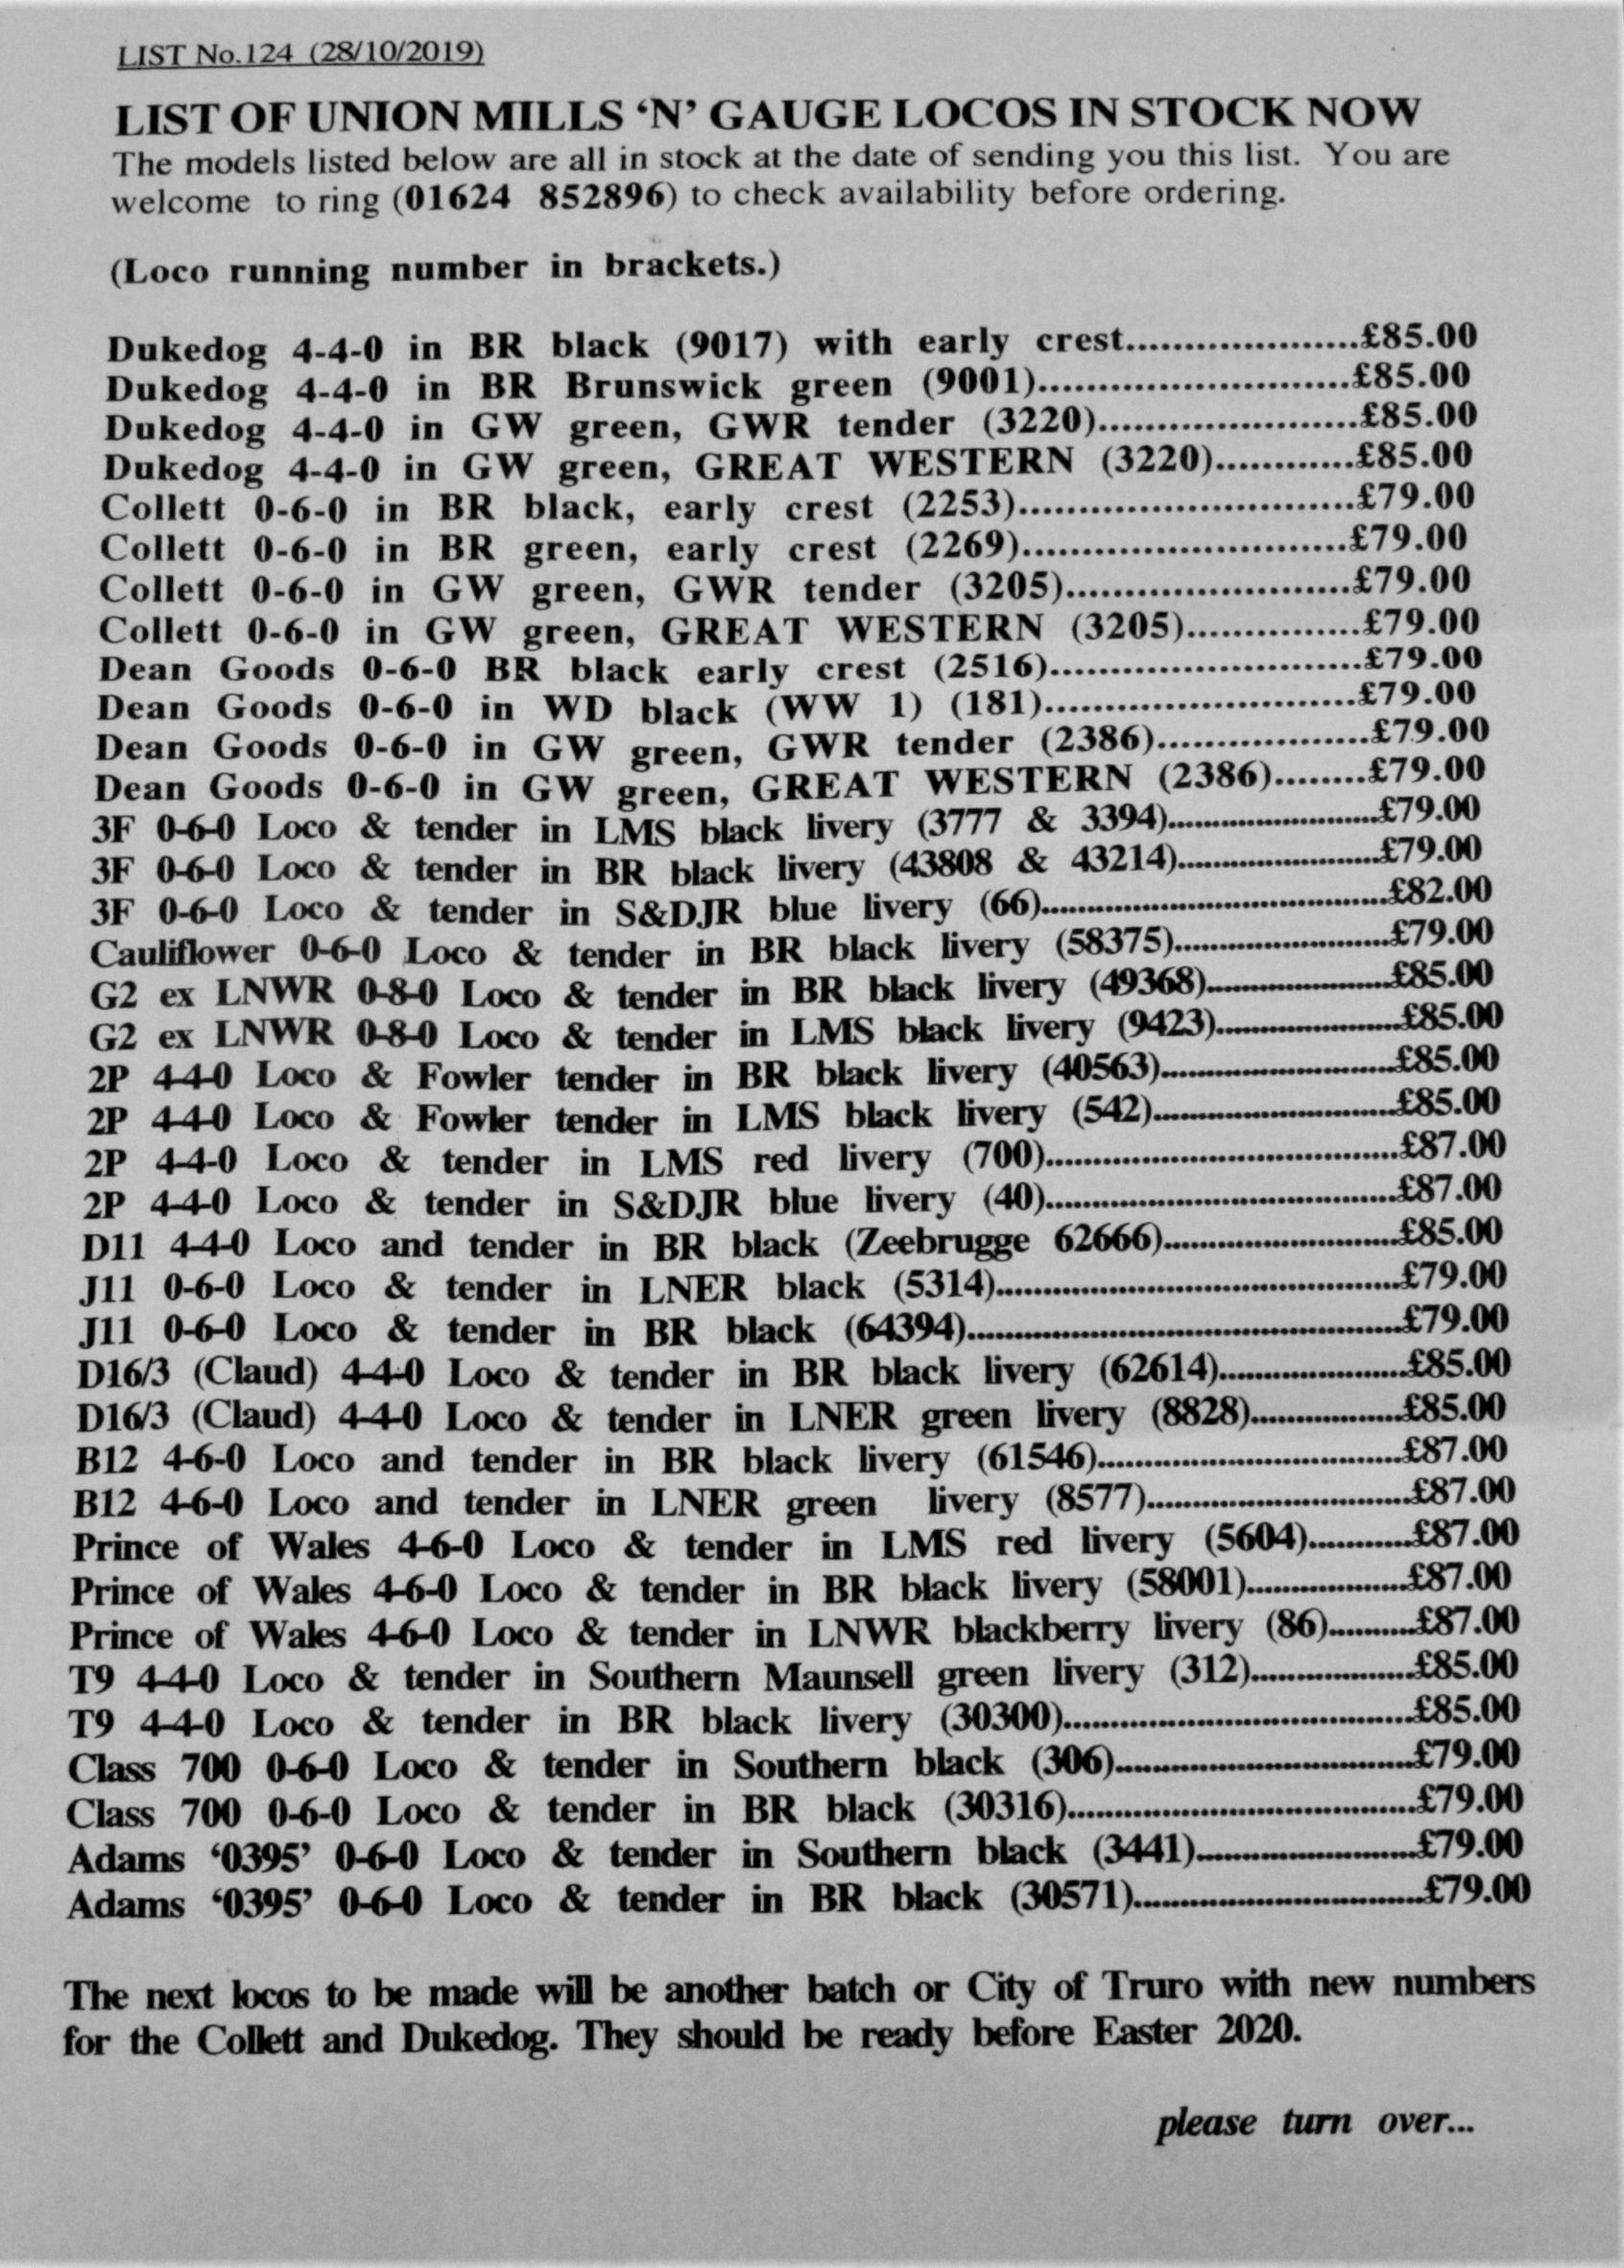 LIST No.124 (28/10/2019)
LIST OF UNION MILLS ‘N’ GAUGE LOCOS IN STOCK NOW
The models listed below are all in stock at the date of sending you this list. You are
welcome to ring (01624 852896) to check availability before ordering.
(Loco running number in brackets.)
Dukedog 4-4-0 in BR black (9017) with early crest.....................£85.00
Dukedog 4-4-0 in BR Brunswick green (9001)............................£85.00
Dukedog 4-4-0 in GW green, GWR tender (3220).......................£85.00
Dukedog 4-4-0 in GW green, GREAT WESTERN (3220).............£85.00
Collett 0-6-0 in BR black, early crest (2253)..............................£79.00
Collett 0-6-0 in BR green, early crest (2269).............................£79.00
Collett 0-6-0 in GW green, GWR tender (3205)..........................£79.00
Collett 0-6-0 in GW green, GREAT WESTERN (3205)................£79.00
Dean Goods 0-6-0 BR black early crest (2516)............................£79.00
Dean Goods 0-6-0 in WD black (WW 1) (181)............................£79.00
Dean Goods 0-6-0 in GW green, GWR tender (2386)...................£79.00
Dean Goods 0-6-0 in GW green, GREAT WESTERN (2386).........£79.00
3F 0-6-0 Loco & tender in LMS black livery (3777 & 3394)........................£79.00
3F 0-6-0 Loco & tender in BR black livery (43808 & 43214).......................£79.00
3F 0-6-0 Loco & tender in S&DJR blue livery (66).......................................£82.00
Cauliflower 0-6-0 Loco & tender in BR black livery (58375)........................£79.00
G2 ex LNWR 0-8-0 Loco & tender in BR black livery (49368).....................£85.00
G2 ex LNWR 0-8-0 Loco & tender in LMS black livery (9423).....................£85.00
2P 4-4-0 Loco & Fowler tender in BR black livery (40563)..........................£85.00
2P 4-4-0 Loco & Fowler tender in LMS black livery (542)...........................£85.00
2P 4-4-0 Loco & tender in LMS red livery (700)........................................£87.00
2P 4-4-0 Loco & tender in S&DJR blue livery (40).......................................£87.00
D11 4-4-0 Loco and tender in BR black (Zeebrugge 62666)..........................£85.00
J11 0-6-0 Loco & tender in LNER black (5314).............................................£79.00
J11 0-6-0 Loco & tender in BR black (64394)................................................£79.00
D16/3 (Claud) 4-4-0 Loco & tender in BR black livery (62614).....................£85.00
D16/3 (Claud) 4-4-0 Loco & tender in LNER green livery (8828).................£85.00
B12 4-6-0 Loco and tender in BR black livery (61546)..................................£87.00
B12 4-6-0 Loco and tender in LNER green livery (8577).............................£87.00
Prince of Wales 4-6-0 Loco & tender in LMS red livery (5604)............£87.00
Prince of Wales 4-6-0 Loco & tender in BR black livery (58001)..................£87.00
Prince of Wales 4-6-0 Loco & tender in LNWR blackberry livery (86)..........£87.00
T9 4-4-0 Loco & tender in Southern Maunsell green livery (312)..................£85.00
T9 4-4-0 Loco & tender in BR black livery (30300).......................................£85.00
Class 700 0-6-0 Loco & tender in Southern black (306).................................£79.00
Class 700 0-6-0 Loco & tender in BR black (30316).......................................£79.00
Adams ‘0395’ 0-6-0 Loco & tender in Southern black (3441)........................£79.00
Adams ‘0395’ 0-6-0 Loco & tender in BR black (30571)................................£79.00
The next locos to be made will be another batch or City of Truro with new numbers
for the Collett and Dukedog. They should be ready before Easter 2020.
please turn over...